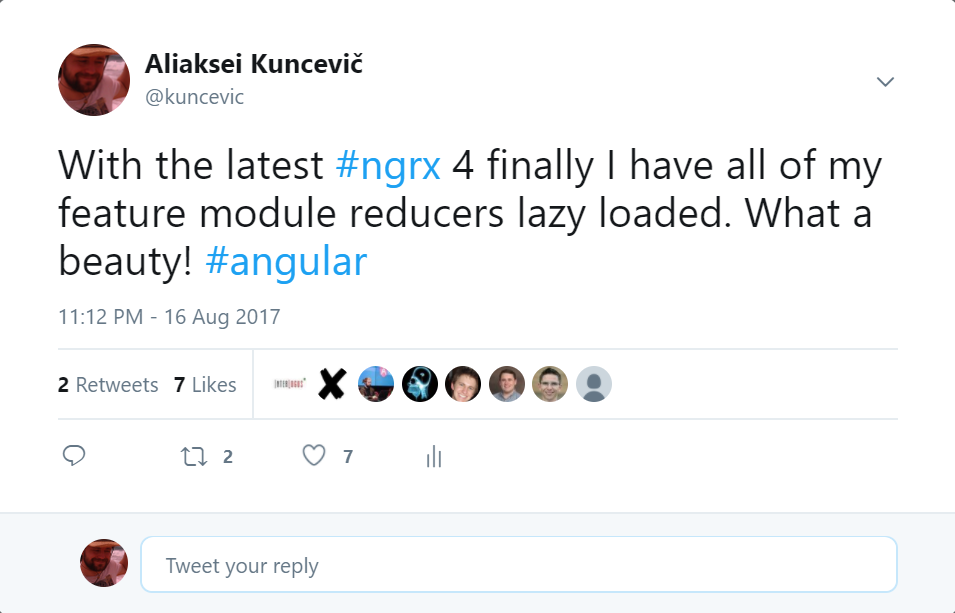 Aliaksei Kuncevič
@kuncevic
With the latest #ngrx 4 finally I have all of my
feature module reducers lazy loaded. What a
beauty! #angular
11:12 PM - 16 Aug 2017
2 Retweets 7 Likes
2 7
Tweet your reply